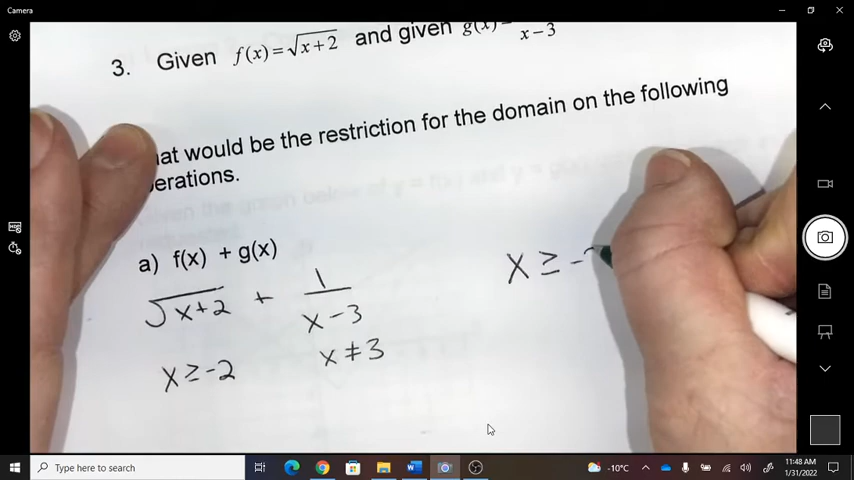 Camera
3. Given f(x)=√x+2 and given g(x)=
x−3
at would be the restriction for the domain on the following
erations.
a) f(x) + g(x)
√x+2 + 1
x-3
x≥-2 x≠3
x≥-
Type here to search
-10°C
11:48 AM
1/31/2022